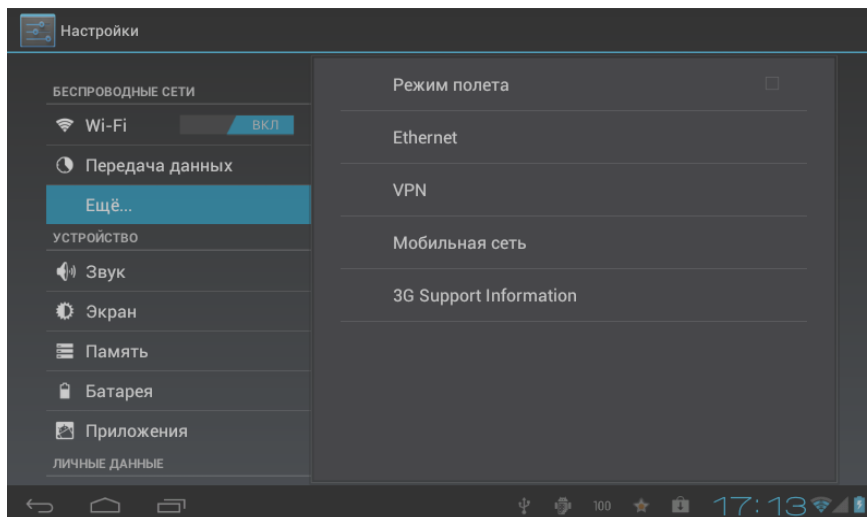 Настройки
БЕСПРОВОДНЫЕ СЕТИ
Wi-Fi ВКЛ
Передача данных
Ещё...
УСТРОЙСТВО
Звук
Экран
Память
Батарея
Приложения
ЛИЧНЫЕ ДАННЫЕ
Режим полета
Ethernet
VPN
Мобильная сеть
3G Support Information
100 17:13